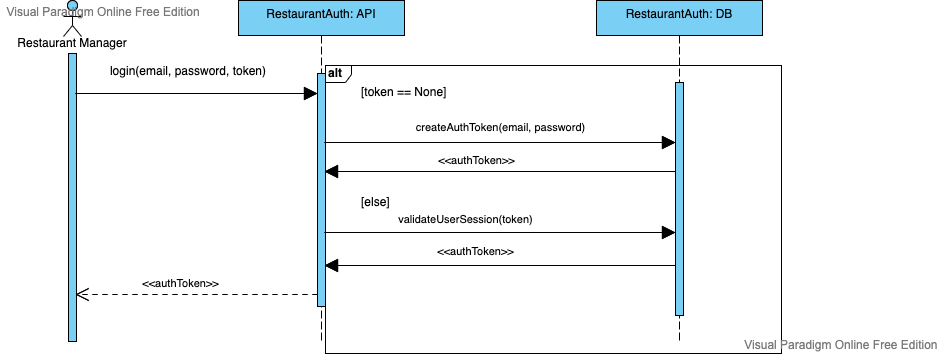 Visual Paradigm Online Free Edition
RestaurantAuth: API
RestaurantAuth: DB
Restaurant Manager
login(email, password, token)
alt
[token == None]
createAuthToken(email, password)
<<authToken>>
[else]
validateUserSession(token)
<<authToken>>
<<authToken>>
Visual Paradigm Online Free Edition